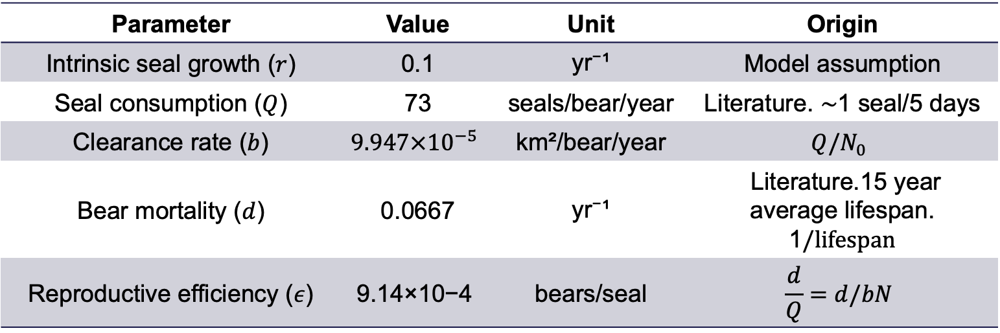 Parameter Value Unit Origin
Intrinsic seal growth (𝑟) 0.1 yr⁻¹ Model assumption
Seal consumption (𝑄) 73 seals/bear/year Literature. ~1 seal/5 days
Clearance rate (𝑏) 9.947×10⁻⁵ km²/bear/year 𝑄/𝑁₀
Bear mortality (𝑑) 0.0667 yr⁻¹ Literature.15 year
average lifespan.
1/lifespan
Reproductive efficiency (𝜖) 9.14×10−4 bears/seal 𝑑/𝑄 = 𝑑/𝑏𝑁